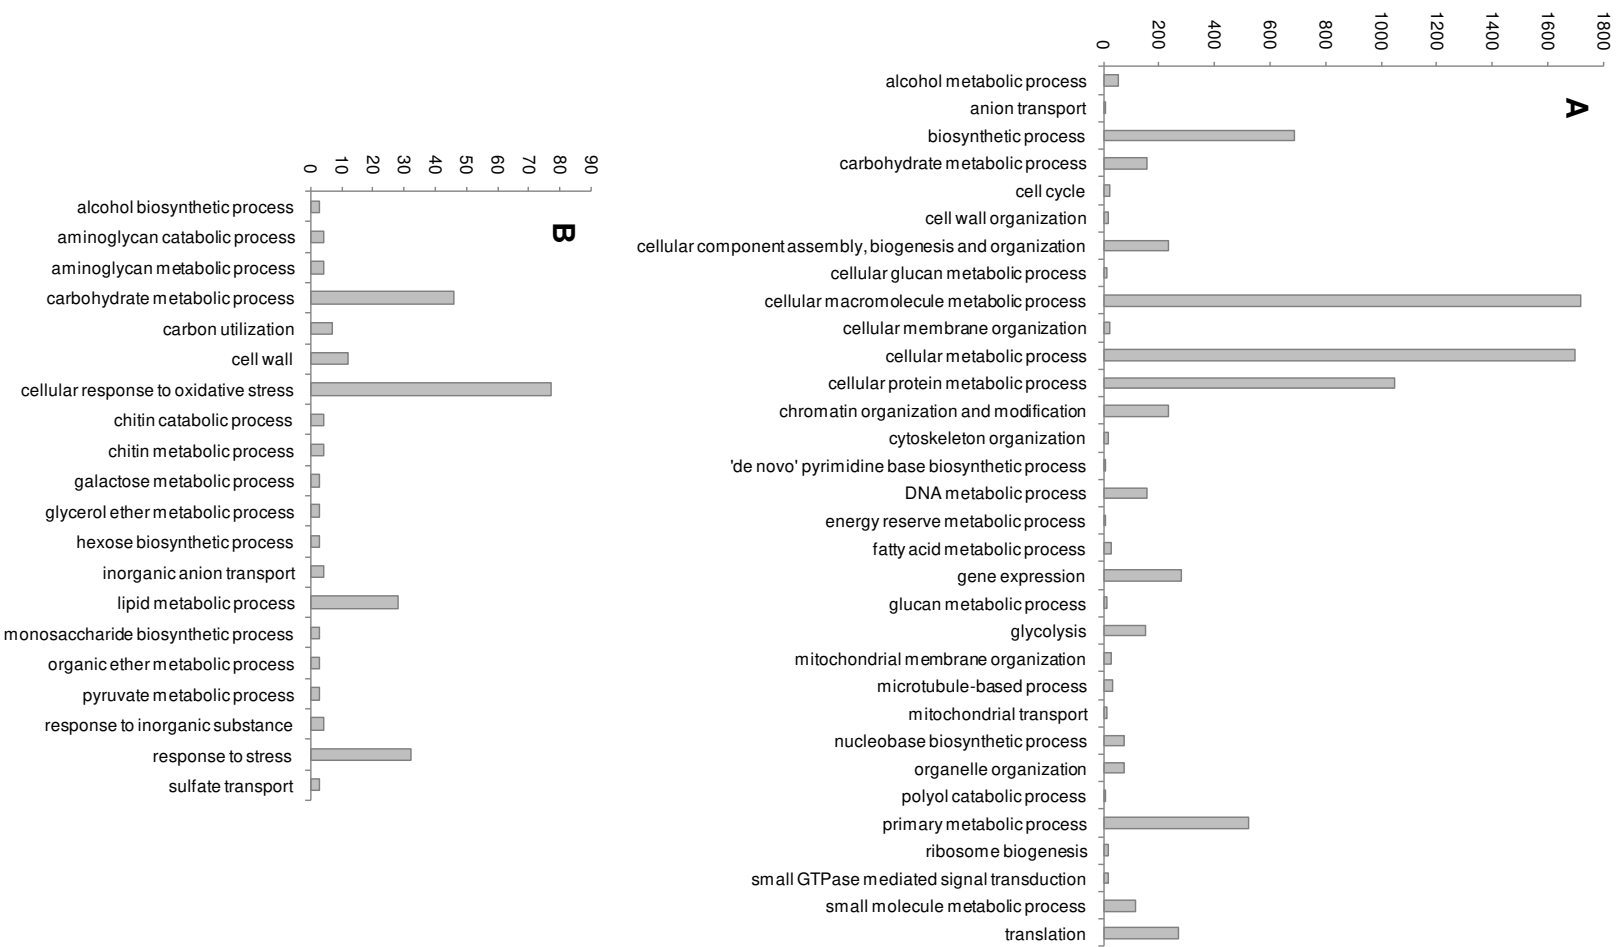 A
0
200
400
600
800
1000
1200
1400
1600
1800
alcohol metabolic process
anion transport
biosynthetic process
carbohydrate metabolic process
cell cycle
cell wall organization
cellular component assembly, biogenesis and organization
cellular glucan metabolic process
cellular macromolecule metabolic process
cellular membrane organization
cellular metabolic process
cellular protein metabolic process
chromatin organization and modification
cytoskeleton organization
'de novo' pyrimidine base biosynthetic process
DNA metabolic process
energy reserve metabolic process
fatty acid metabolic process
gene expression
glucan metabolic process
glycolysis
mitochondrial membrane organization
microtubule-based process
mitochondrial transport
nucleobase biosynthetic process
organelle organization
polyol catabolic process
primary metabolic process
ribosome biogenesis
small GTPase mediated signal transduction
small molecule metabolic process
translation
B
0
10
20
30
40
50
60
70
80
90
alcohol biosynthetic process
aminoglycan catabolic process
aminoglycan metabolic process
carbohydrate metabolic process
carbon utilization
cell wall
cellular response to oxidative stress
chitin catabolic process
chitin metabolic process
galactose metabolic process
glycerol ether metabolic process
hexose biosynthetic process
inorganic anion transport
lipid metabolic process
monosaccharide biosynthetic process
organic ether metabolic process
pyruvate metabolic process
response to inorganic substance
response to stress
sulfate transport